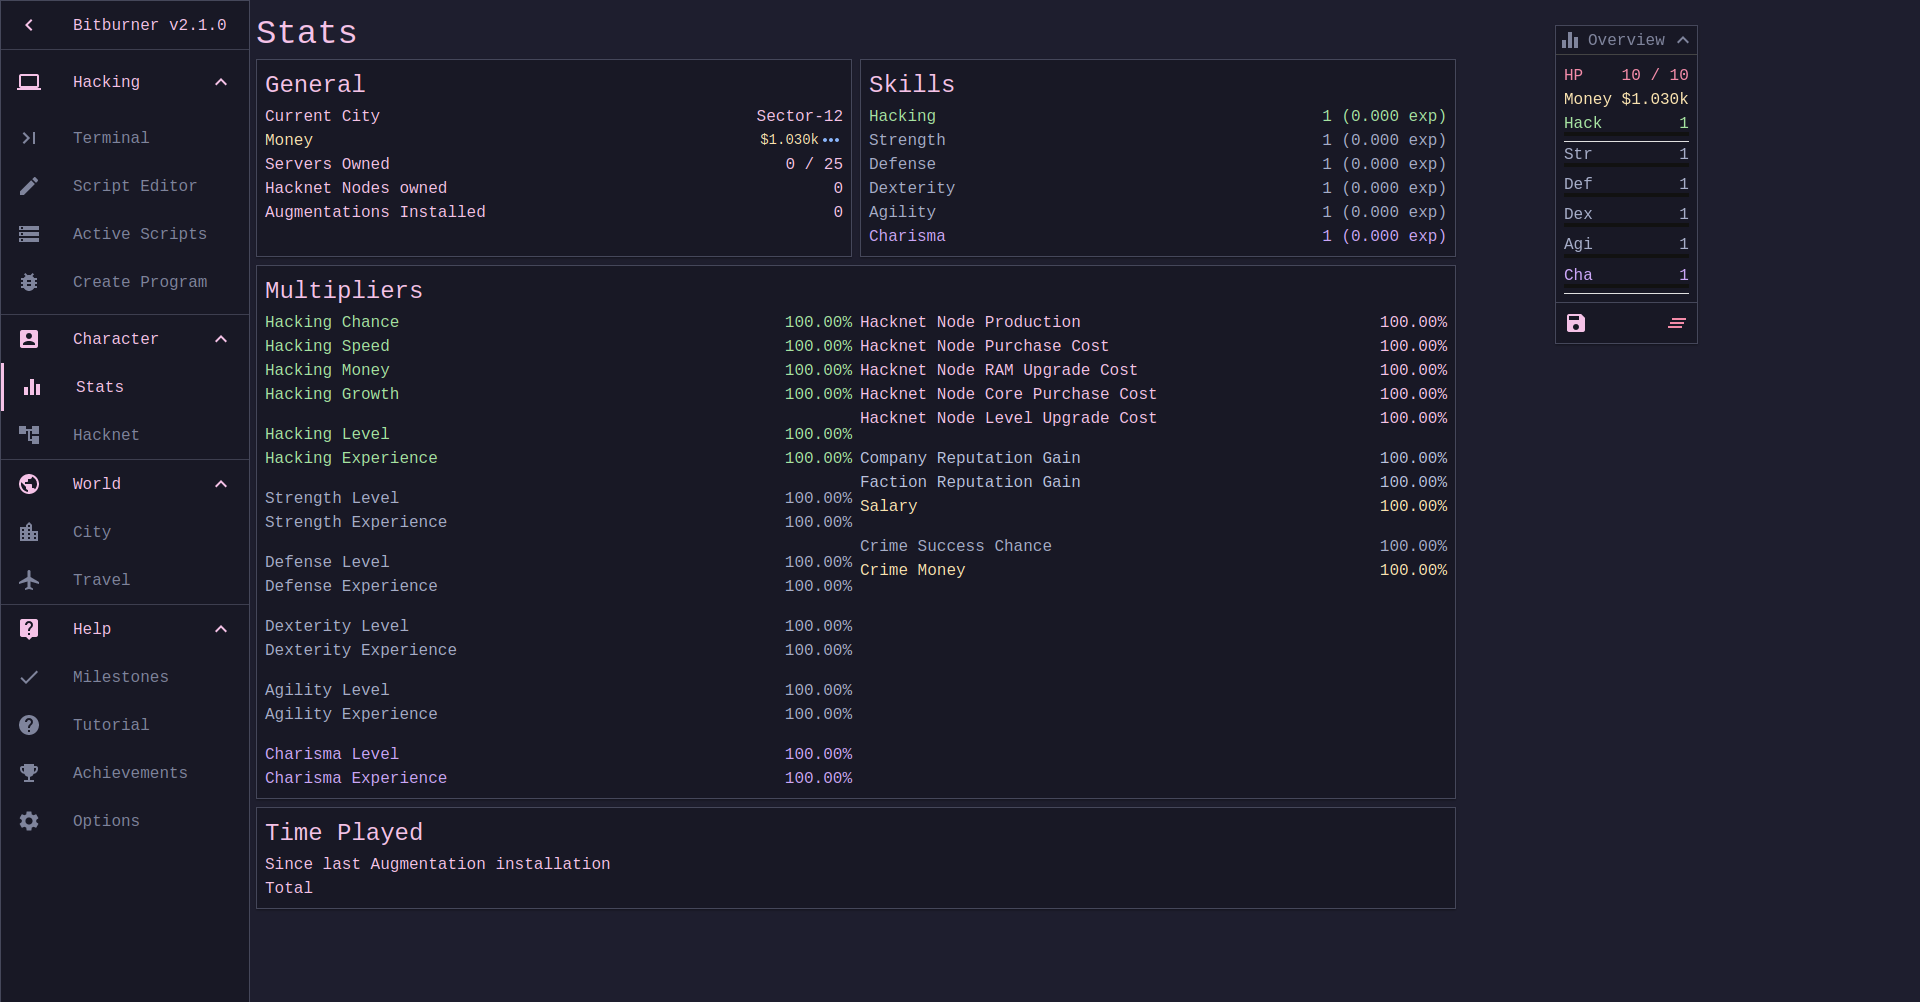 Bitburner v2.1.0
Hacking
Terminal
Script Editor
Active Scripts
Create Program
Character
Stats
Hacknet
World
City
Travel
Help
Milestones
Tutorial
Achievements
Options
Stats
General
Current City Sector-12
Money $1.030k
Servers Owned 0 / 25
Hacknet Nodes owned 0
Augmentations Installed 0
Skills
Hacking 1 (0.000 exp)
Strength 1 (0.000 exp)
Defense 1 (0.000 exp)
Dexterity 1 (0.000 exp)
Agility 1 (0.000 exp)
Charisma 1 (0.000 exp)
Multipliers
Hacking Chance 100.00%
Hacking Speed 100.00%
Hacking Money 100.00%
Hacking Growth 100.00%
Hacking Level 100.00%
Hacking Experience 100.00%
Strength Level 100.00%
Strength Experience 100.00%
Defense Level 100.00%
Defense Experience 100.00%
Dexterity Level 100.00%
Dexterity Experience 100.00%
Agility Level 100.00%
Agility Experience 100.00%
Charisma Level 100.00%
Charisma Experience 100.00%
Hacknet Node Production 100.00%
Hacknet Node Purchase Cost 100.00%
Hacknet Node RAM Upgrade Cost 100.00%
Hacknet Node Core Purchase Cost 100.00%
Hacknet Node Level Upgrade Cost 100.00%
Company Reputation Gain 100.00%
Faction Reputation Gain 100.00%
Salary 100.00%
Crime Success Chance 100.00%
Crime Money 100.00%
Time Played
Since last Augmentation installation
Total
Overview
HP 10 / 10
Money $1.030k
Hack 1
Str 1
Def 1
Dex 1
Agi 1
Cha 1